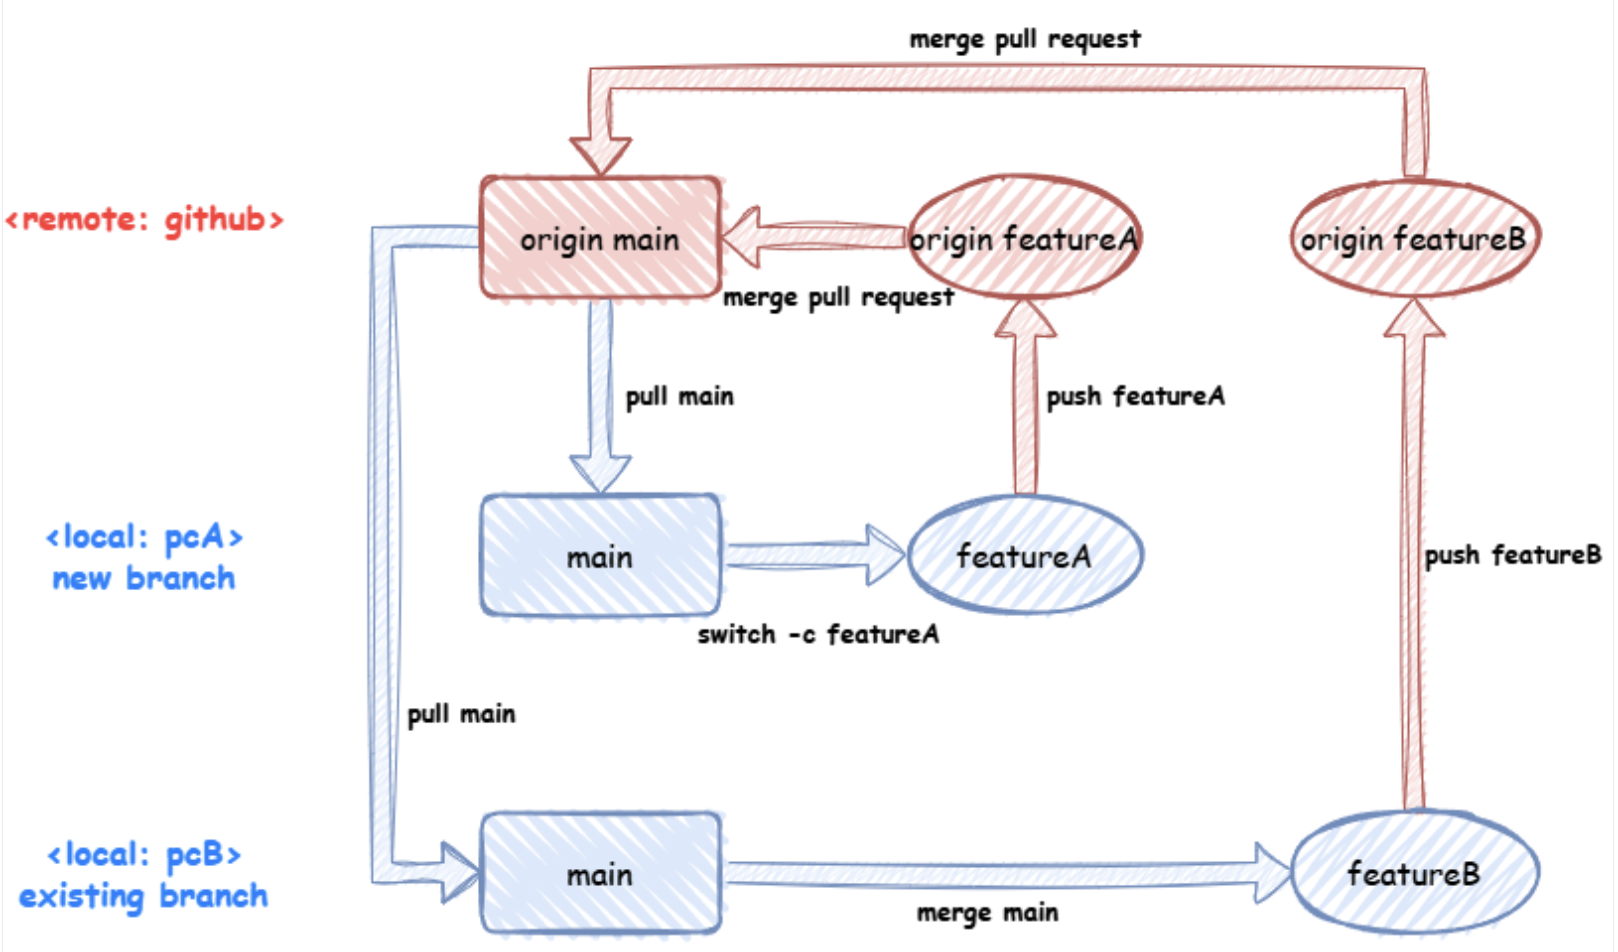 merge pull request
<remote: github>
origin main
origin featureA
origin featureB
merge pull request
pull main
push featureA
<local: pcA>
new branch
main
featureA
push featureB
switch -c featureA
pull main
<local: pcB>
existing branch
main
featureB
merge main